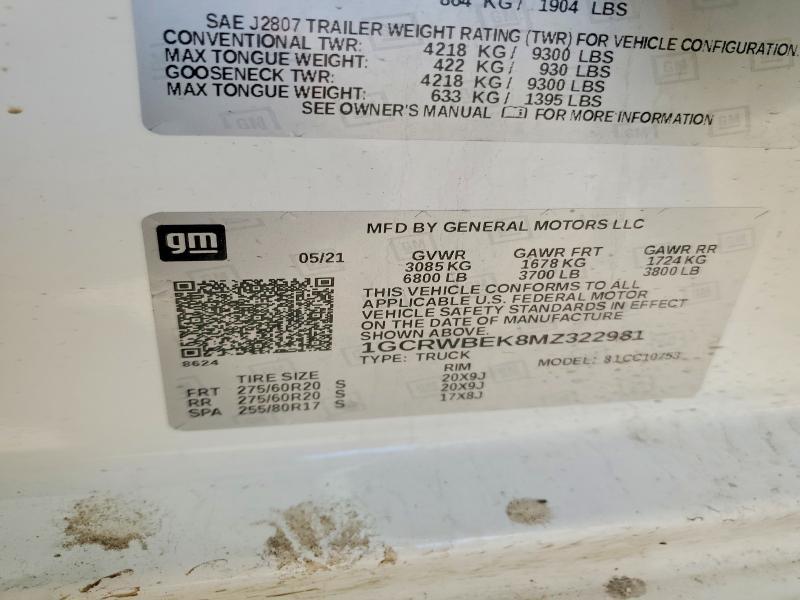 KG / 1904 LBS
SAE J2807 TRAILER WEIGHT RATING (TWR) FOR VEHICLE CONFIGURATION.
CONVENTIONAL TWR: 4218 KG / 9300 LBS
MAX TONGUE WEIGHT: 422 KG / 930 LBS
GOOSENECK TWR: 4218 KG / 9300 LBS
MAX TONGUE WEIGHT: 633 KG / 1395 LBS
SEE OWNER'S MANUAL FOR MORE INFORMATION
gm
MFD BY GENERAL MOTORS LLC
05/21 GVWR GAWR FRT GAWR RR
3085 KG 1678 KG 1724 KG
6800 LB 3700 LB 3800 LB
THIS VEHICLE CONFORMS TO ALL
APPLICABLE U.S. FEDERAL MOTOR
VEHICLE SAFETY STANDARDS IN EFFECT
ON THE DATE OF MANUFACTURE
SHOWN ABOVE.
1GCRWBEK8MZ322981
8624
TYPE: TRUCK MODEL:
TIRE SIZE RIM
FRT 275/60R20 S 20X9J
RR 275/60R20 S 20X9J
SPA 255/80R17 S 17X8J